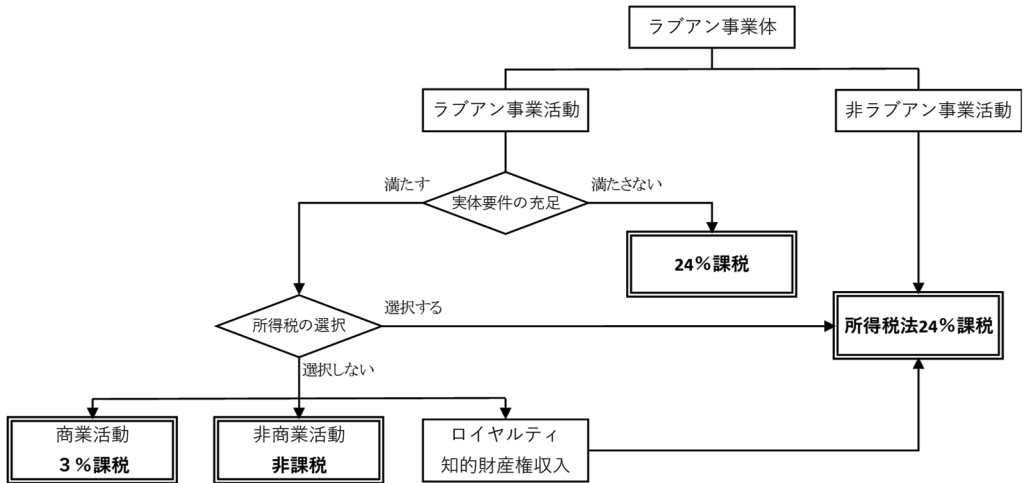 ラブアン事業体
ラブアン事業活動
非ラブアン事業活動
満たす
実体要件の充足
満たさない
24％課税
所得税の選択
選択する
所得税法24％課税
選択しない
商業活動
３％課税
非商業活動
非課税
ロイヤルティ
知的財産権収入